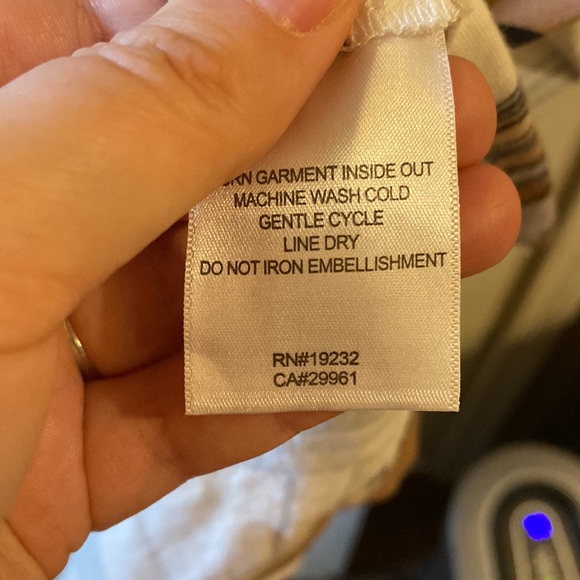 GARMENT INSIDE OUT
MACHINE WASH COLD
GENTLE CYCLE
LINE DRY
DO NOT IRON EMBELLISHMENT
RN#19232
CA#29961